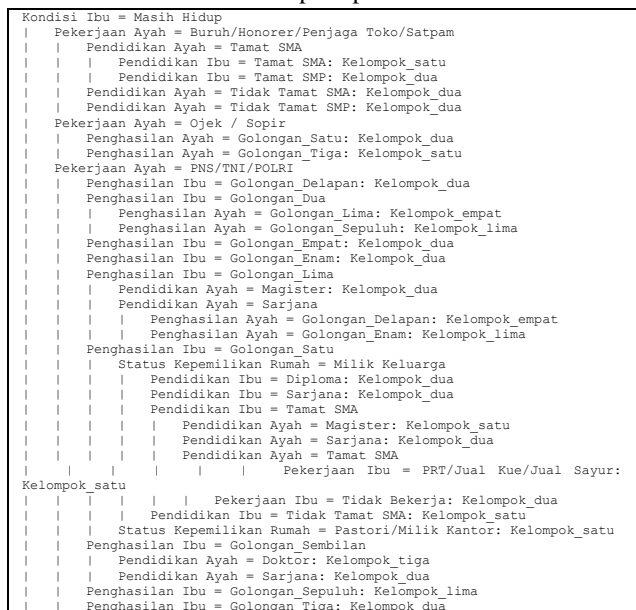 Kondisi Ibu = Masih Hidup
|   Pekerjaan Ayah = Buruh/Honorer/Penjaga Toko/Satpam
|   |   Pendidikan Ayah = Tamat SMA
|   |   |   Pendidikan Ibu = Tamat SMA: Kelompok_satu
|   |   |   Pendidikan Ibu = Tamat SMP: Kelompok_dua
|   |   Pendidikan Ayah = Tidak Tamat SMA: Kelompok_dua
|   |   Pendidikan Ayah = Tidak Tamat SMP: Kelompok_dua
|   Pekerjaan Ayah = Ojek / Sopir
|   |   Penghasilan Ayah = Golongan_Satu: Kelompok_dua
|   |   Penghasilan Ayah = Golongan_Tiga: Kelompok_satu
|   Pekerjaan Ayah = PNS/TNI/POLRI
|   |   Penghasilan Ibu = Golongan_Delapan: Kelompok_dua
|   |   Penghasilan Ibu = Golongan_Dua
|   |   |   Penghasilan Ayah = Golongan_Lima: Kelompok_empat
|   |   |   Penghasilan Ayah = Golongan_Sepuluh: Kelompok_lima
|   |   Penghasilan Ibu = Golongan_Empat: Kelompok_dua
|   |   Penghasilan Ibu = Golongan_Enam: Kelompok_dua
|   |   Penghasilan Ibu = Golongan_Lima
|   |   |   Pendidikan Ayah = Magister: Kelompok_dua
|   |   |   Pendidikan Ayah = Sarjana
|   |   |   |   Penghasilan Ayah = Golongan_Delapan: Kelompok_empat
|   |   |   |   Penghasilan Ayah = Golongan_Enam: Kelompok_lima
|   |   Penghasilan Ibu = Golongan_Satu
|   |   |   Status Kepemilikan Rumah = Milik Keluarga
|   |   |   |   Pendidikan Ibu = Diploma: Kelompok_dua
|   |   |   |   Pendidikan Ibu = Sarjana: Kelompok_dua
|   |   |   |   Pendidikan Ibu = Tamat SMA
|   |   |   |   |   Pendidikan Ayah = Magister: Kelompok_satu
|   |   |   |   |   Pendidikan Ayah = Sarjana: Kelompok_dua
|   |   |   |   |   Pendidikan Ayah = Tamat SMA
|   |   |   |   |   |   Pekerjaan Ibu = PRT/Jual Kue/Jual Sayur:
Kelompok_satu
|   |   |   |   |   |   Pekerjaan Ibu = Tidak Bekerja: Kelompok_dua
|   |   |   |   Pendidikan Ibu = Tidak Tamat SMA: Kelompok_satu
|   |   |   Status Kepemilikan Rumah = Pastori/Milik Kantor: Kelompok_satu
|   |   Penghasilan Ibu = Golongan_Sembilan
|   |   |   Pendidikan Ayah = Doktor: Kelompok_tiga
|   |   |   Pendidikan Ayah = Sarjana: Kelompok_dua
|   |   Penghasilan Ibu = Golongan_Sepuluh: Kelompok_lima
|   |   Penghasilan Ibu = Golongan_Tiga: Kelompok_dua